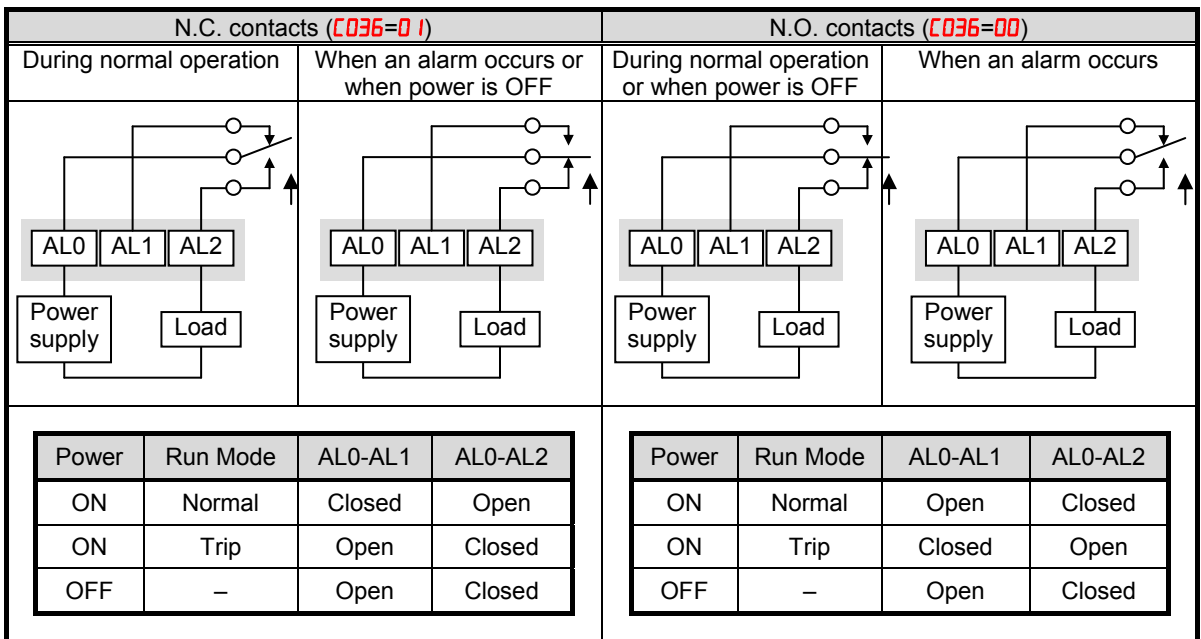 N.C. contacts (C036=01)
N.O. contacts (C036=00)
During normal operation
When an alarm occurs or
when power is OFF
During normal operation
or when power is OFF
When an alarm occurs
AL0 AL1 AL2
Power
supply
Load
AL0 AL1 AL2
Power
supply
Load
AL0 AL1 AL2
Power
supply
Load
AL0 AL1 AL2
Power
supply
Load
Power Run Mode AL0-AL1 AL0-AL2
ON Normal Closed Open
ON Trip Open Closed
OFF – Open Closed
Power Run Mode AL0-AL1 AL0-AL2
ON Normal Open Closed
ON Trip Closed Open
OFF – Open Closed